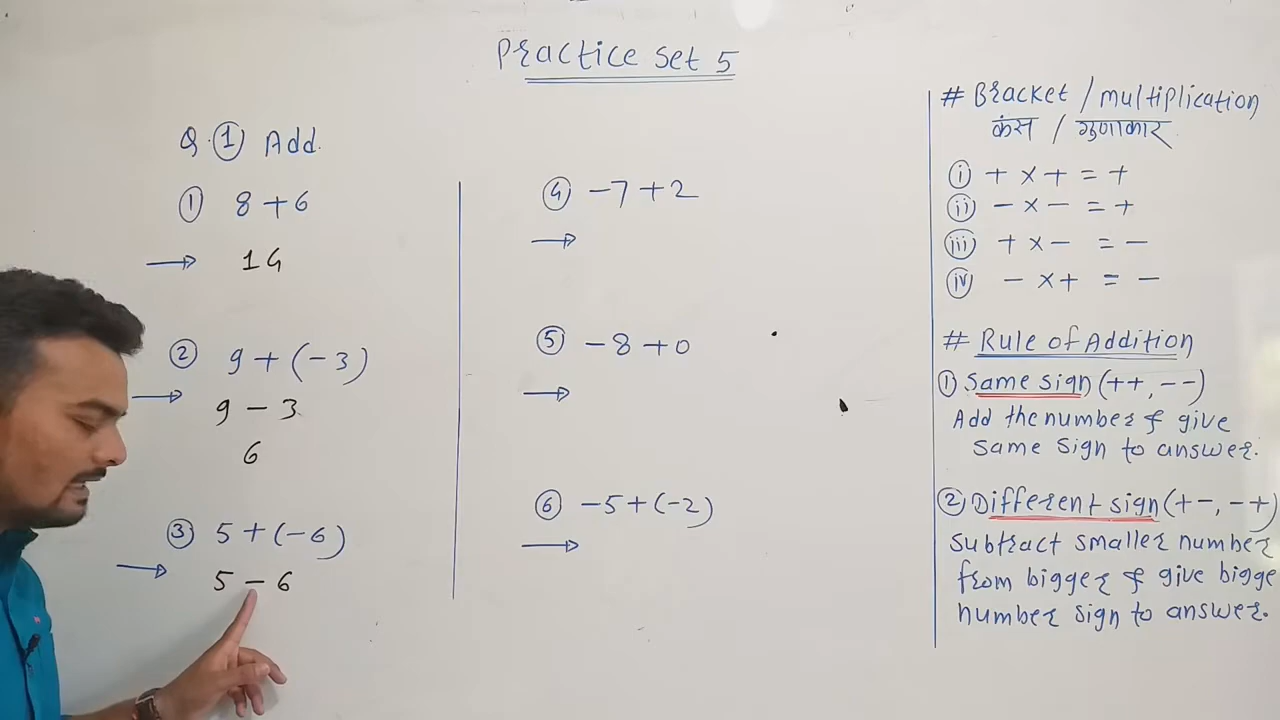 Practice Set 5
Q.① Add.
① 8 + 6
→ 14
② 9 + (-3)
→ 9 - 3
6
③ 5 + (-6)
→ 5 - 6
④ -7 + 2
→
⑤ -8 + 0
→
⑥ -5 + (-2)
→
# Bracket / multiplication
कंस / गुणाकार
ⓘ + × + = +
ⓘⓘ - × - = +
ⓘⓘⓘ + × - = -
ⓘⓥ - × + = -
# Rule of Addition
① Same sign (++, --)
Add the number & give
same sign to answer.
② Different sign (+-, -+)
subtract smaller number
from bigger & give bigge
number sign to answer.